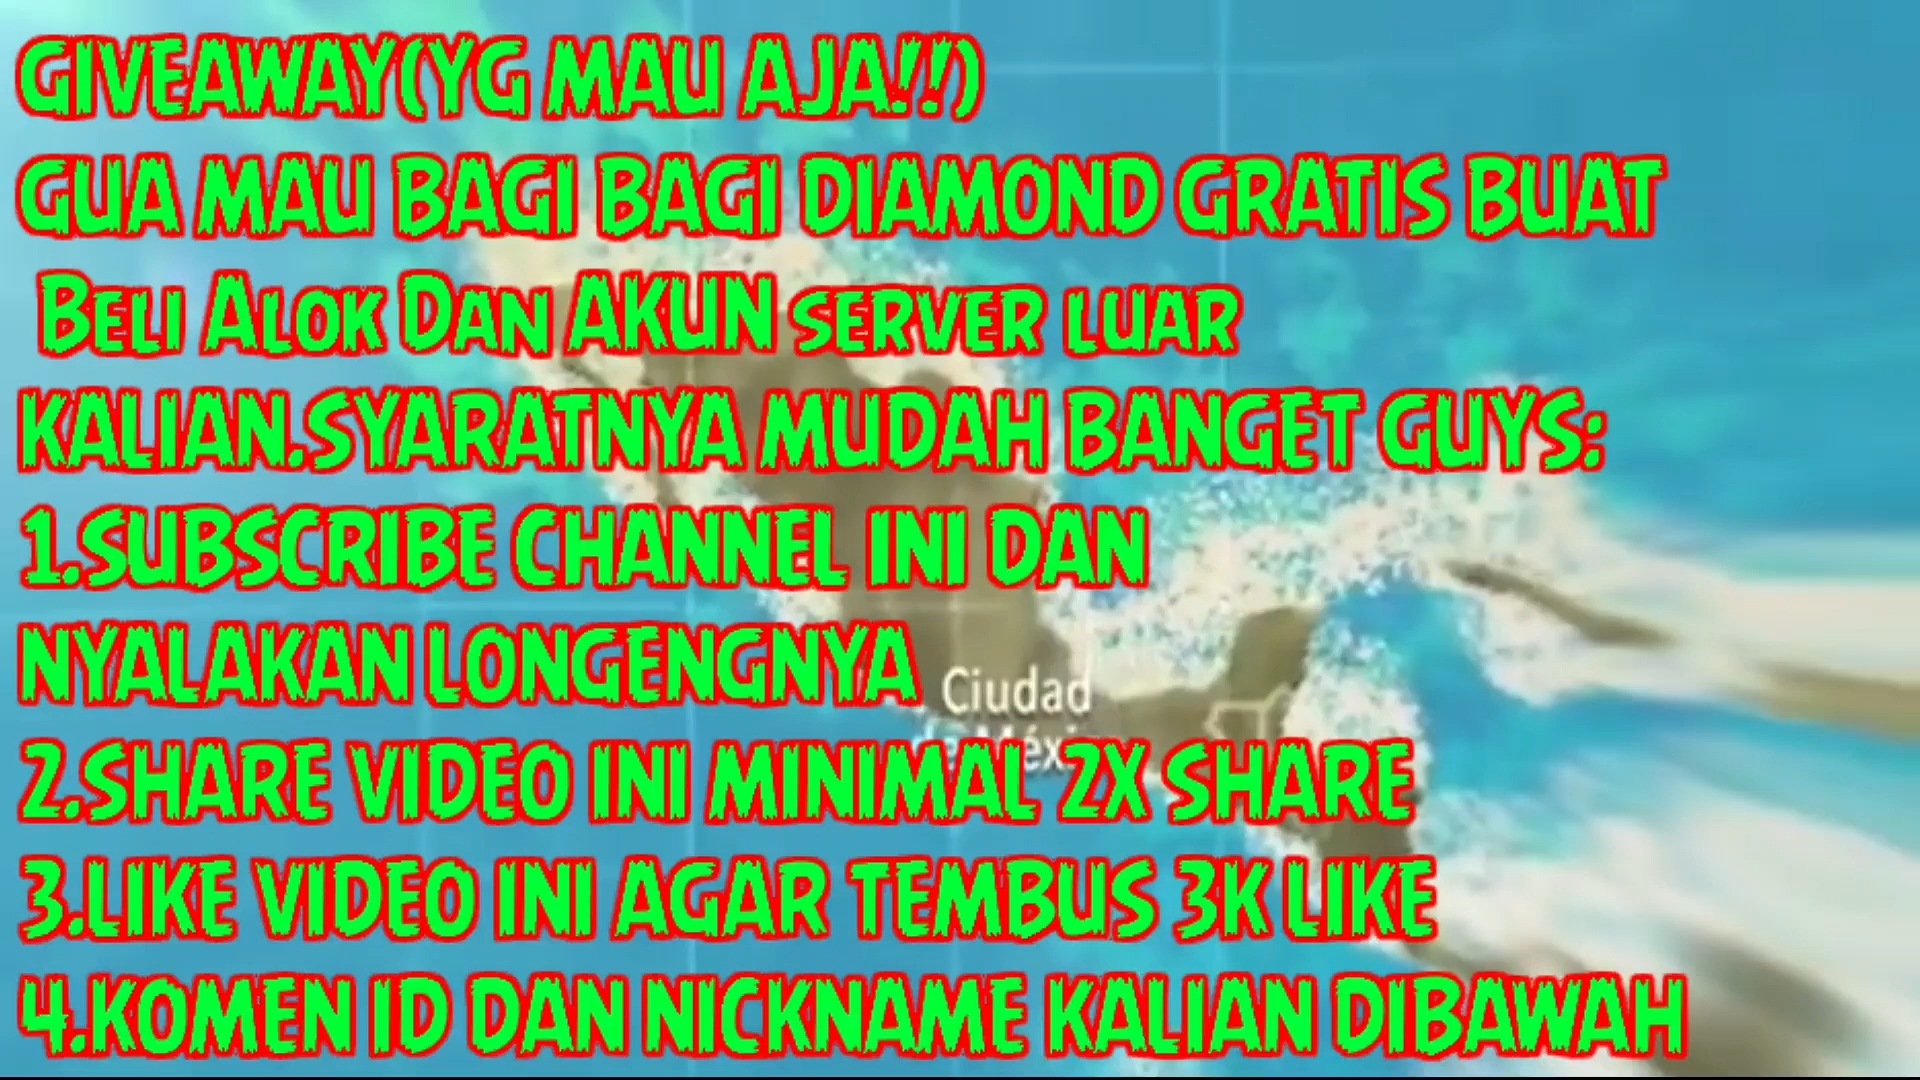 GIVEAWAY(YG MAU AJA!!)
GUA MAU BAGI BAGI DIAMOND GRATIS BUAT
Beli Alok Dan AKUN server luar
KALIAN.SYARATNYA MUDAH BANGET GUYS:
1.SUBSCRIBE CHANNEL INI DAN
NYALAKAN LONGENGNYA
Ciudad
de Méxi
2.SHARE VIDEO INI MINIMAL 2X SHARE
3.LIKE VIDEO INI AGAR TEMBUS 3K LIKE
4.KOMEN ID DAN NICKNAME KALIAN DIBAWAH